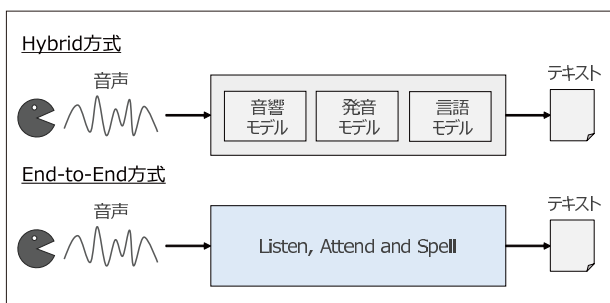 Hybrid方式
音声
テキスト
音響
モデル
発音
モデル
言語
モデル
End-to-End方式
音声
テキスト
Listen, Attend and Spell